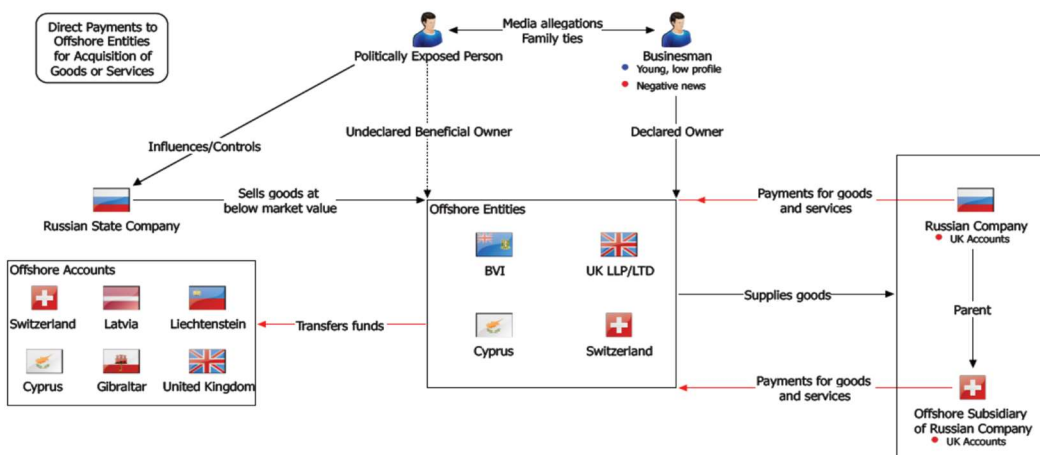 Direct Payments to
Offshore Entities
for Acquisition of
Goods or Services
Media allegations
Family ties
Politically Exposed Person
Businesman
Young, low profile
Negative news
Influences/Controls
Undeclared Beneficial Owner
Declared Owner
Russian State Company
Sells goods at
below market value
Offshore Entities
BVI
UK LLP/LTD
Cyprus
Switzerland
Payments for goods
and services
Russian Company
UK Accounts
Supplies goods
Parent
Offshore Accounts
Switzerland
Latvia
Liechtenstein
Cyprus
Gibraltar
United Kingdom
Transfers funds
Payments for goods
and services
Offshore Subsidiary
of Russian Company
UK Accounts